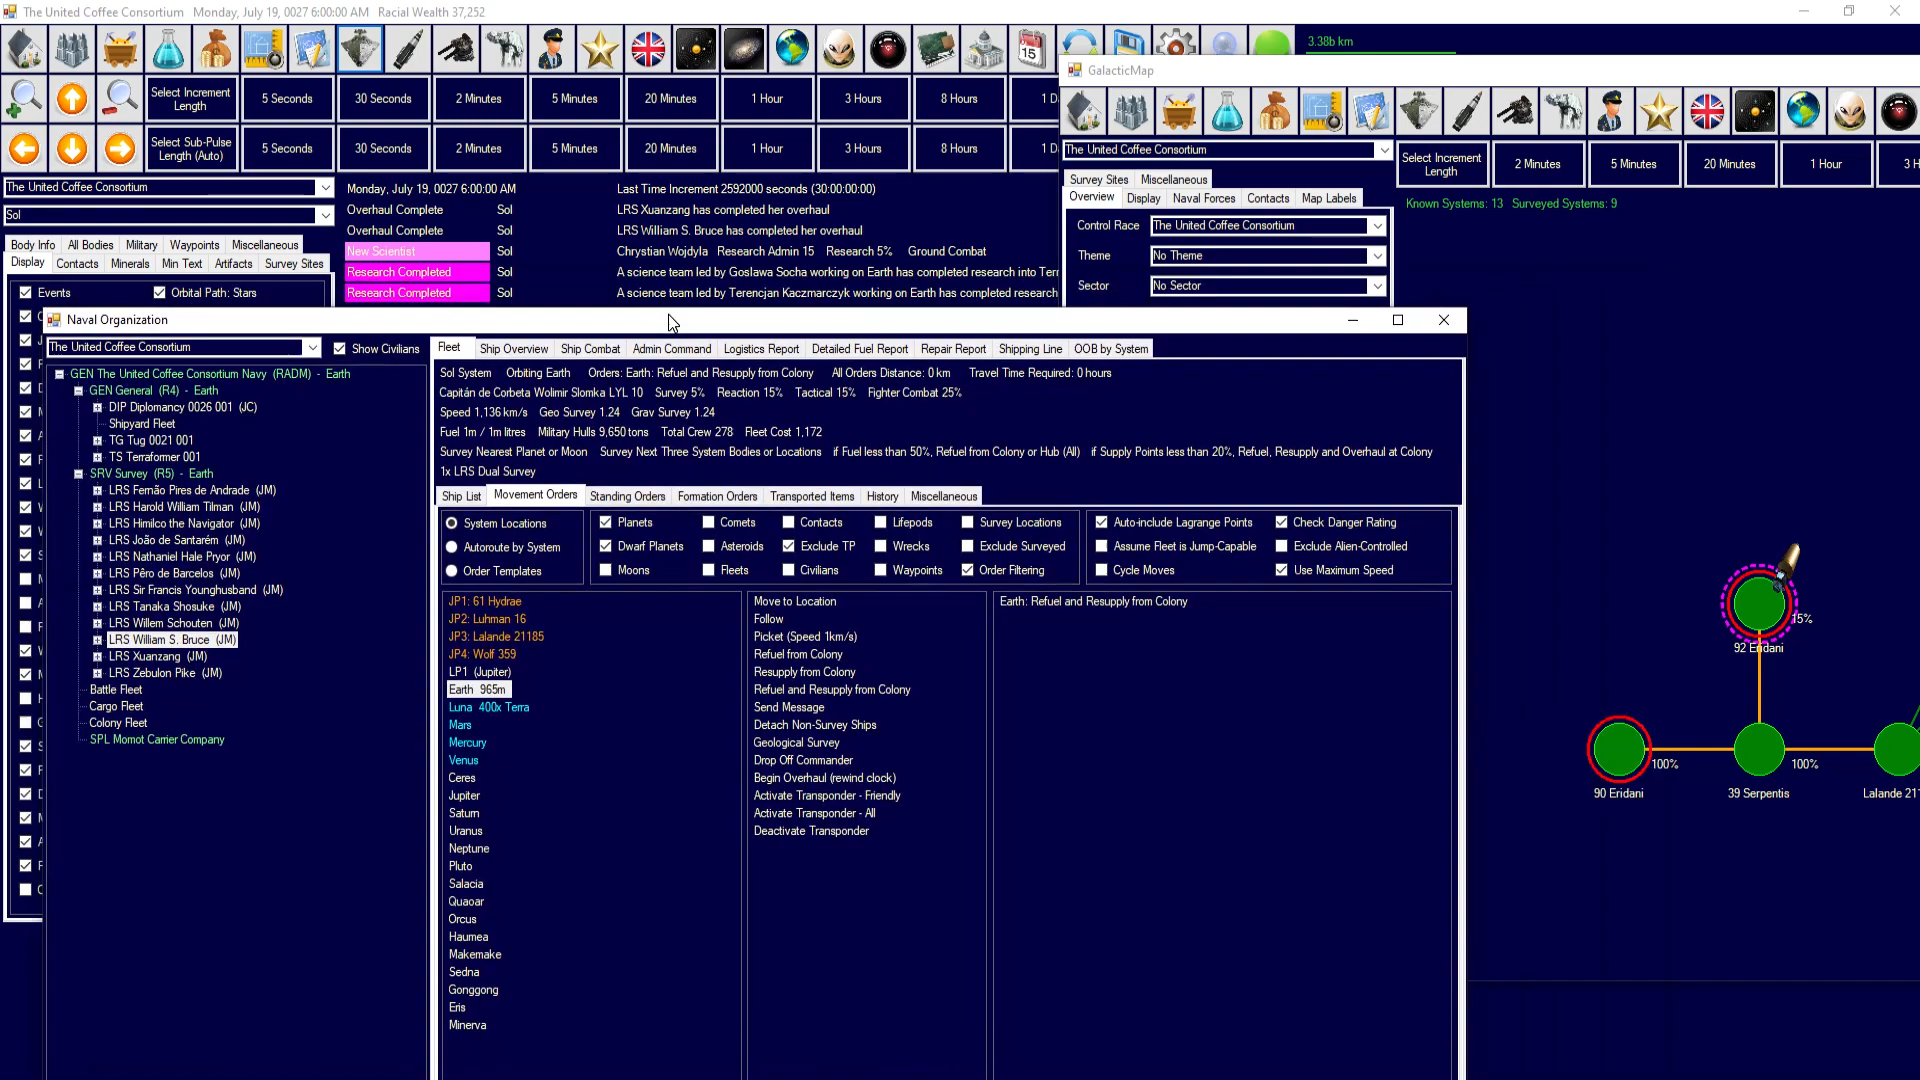 The United Coffee Consortium   Monday, July 19, 0027 6:00:00 AM   Racial Wealth 37,252
3.38b km
15
Select Increment Length
5 Seconds
30 Seconds
2 Minutes
5 Minutes
20 Minutes
1 Hour
3 Hours
8 Hours
Select Sub-Pulse Length (Auto)
5 Seconds
30 Seconds
2 Minutes
5 Minutes
20 Minutes
1 Hour
3 Hours
8 Hours
The United Coffee Consortium
Sol
Body Info   All Bodies   Military   Waypoints   Miscellaneous
Display   Contacts   Minerals   Min Text   Artifacts   Survey Sites
Events   Orbital Path: Stars
Monday, July 19, 0027 6:00:00 AM   Last Time Increment 2592000 seconds (30:00:00:00)
Overhaul Complete   Sol   LRS Xuanzang has completed her overhaul
Overhaul Complete   Sol   LRS William S. Bruce has completed her overhaul
New Scientist   Sol   Chrystian Wojdyla   Research Admin 15   Research 5%   Ground Combat
Research Completed   Sol   A science team led by Goslawa Socha working on Earth has completed research into Terr
Research Completed   Sol   A science team led by Terencjan Kaczmarczyk working on Earth has completed research
GalacticMap
The United Coffee Consortium
Select Increment Length
2 Minutes
5 Minutes
20 Minutes
1 Hour
3 H
Survey Sites   Miscellaneous
Overview   Display   Naval Forces   Contacts   Map Labels
Known Systems: 13   Surveyed Systems: 9
Control Race   The United Coffee Consortium
Theme   No Theme
Sector   No Sector
15%
92 Eridani
100%
90 Eridani
100%
39 Serpentis
Lalande 211
Naval Organization
The United Coffee Consortium   Show Civilians
GEN The United Coffee Consortium Navy (RADM) - Earth
GEN General (R4) - Earth
DIP Diplomancy 0026 001 (JC)
Shipyard Fleet
TG Tug 0021 001
TS Terraformer 001
SRV Survey (R5) - Earth
LRS Fernão Pires de Andrade (JM)
LRS Harold William Tilman (JM)
LRS Himilco the Navigator (JM)
LRS João de Santarém (JM)
LRS Nathaniel Hale Pryor (JM)
LRS Pêro de Barcelos (JM)
LRS Sir Francis Younghusband (JM)
LRS Tanaka Shosuke (JM)
LRS Willem Schouten (JM)
LRS William S. Bruce (JM)
LRS Xuanzang (JM)
LRS Zebulon Pike (JM)
Battle Fleet
Cargo Fleet
Colony Fleet
SPL Momot Carrier Company
Fleet   Ship Overview   Ship Combat   Admin Command   Logistics Report   Detailed Fuel Report   Repair Report   Shipping Line   OOB by System
Sol System   Orbiting Earth   Orders: Earth: Refuel and Resupply from Colony   All Orders Distance: 0 km   Travel Time Required: 0 hours
Capitán de Corbeta Wolimir Slomka LYL 10   Survey 5%   Reaction 15%   Tactical 15%   Fighter Combat 25%
Speed 1,136 km/s   Geo Survey 1.24   Grav Survey 1.24
Fuel 1m / 1m litres   Military Hulls 9,650 tons   Total Crew 278   Fleet Cost 1,172
Survey Nearest Planet or Moon   Survey Next Three System Bodies or Locations   if Fuel less than 50%, Refuel from Colony or Hub (All)   if Supply Points less than 20%, Refuel, Resupply and Overhaul at Colony
1x LRS Dual Survey
Ship List   Movement Orders   Standing Orders   Formation Orders   Transported Items   History   Miscellaneous
System Locations   Planets   Comets   Contacts   Lifepods   Survey Locations   Auto-include Lagrange Points   Check Danger Rating
Autoroute by System   Dwarf Planets   Asteroids   Exclude TP   Wrecks   Exclude Surveyed   Assume Fleet is Jump-Capable   Exclude Alien-Controlled
Order Templates   Moons   Fleets   Civilians   Waypoints   Order Filtering   Cycle Moves   Use Maximum Speed
JP1: 61 Hydrae
JP2: Luhman 16
JP3: Lalande 21185
JP4: Wolf 359
LP1 (Jupiter)
Earth 965m
Luna 400x Terra
Mars
Mercury
Venus
Ceres
Jupiter
Saturn
Uranus
Neptune
Pluto
Salacia
Quaoar
Orcus
Haumea
Makemake
Sedna
Gonggong
Eris
Minerva
Move to Location
Follow
Picket (Speed 1km/s)
Refuel from Colony
Resupply from Colony
Refuel and Resupply from Colony
Send Message
Detach Non-Survey Ships
Geological Survey
Drop Off Commander
Begin Overhaul (rewind clock)
Activate Transponder - Friendly
Activate Transponder - All
Deactivate Transponder
Earth: Refuel and Resupply from Colony